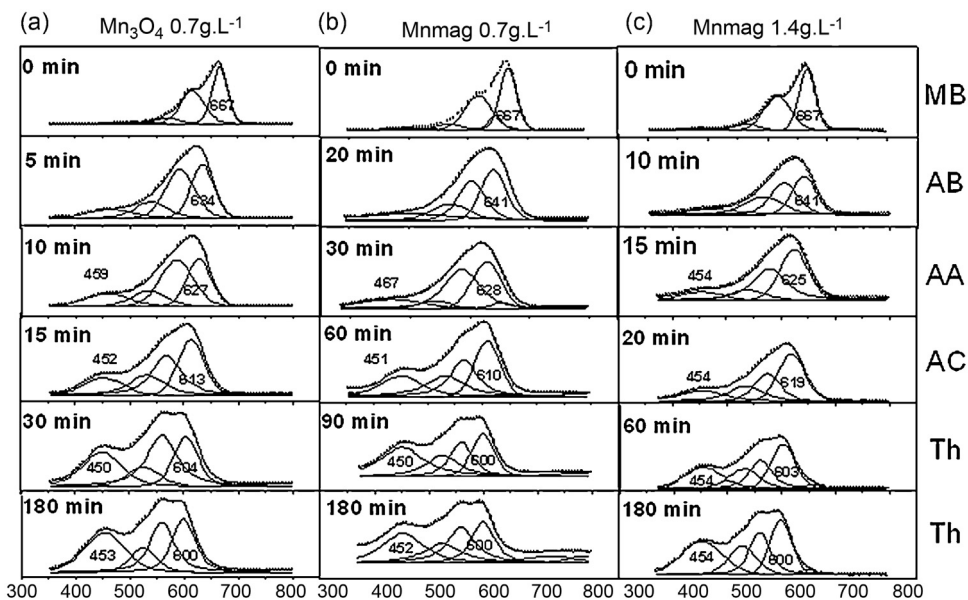 (a) Mn₃O₄ 0.7g.L⁻¹ (b) Mnmag 0.7g.L⁻¹ (c) Mnmag 1.4g.L⁻¹
0 min 0 min 0 min MB
667 667 667
5 min 20 min 10 min AB
634 641 641
10 min 30 min 15 min AA
459 467 454
627 628 625
15 min 60 min 20 min AC
452 451 454
613 610 619
30 min 90 min 60 min Th
450 604 450 600 454 603
180 min 180 min 180 min Th
453 600 452 600 454 600
300 400 500 600 700 800 300 400 500 600 700 800 300 400 500 600 700 800